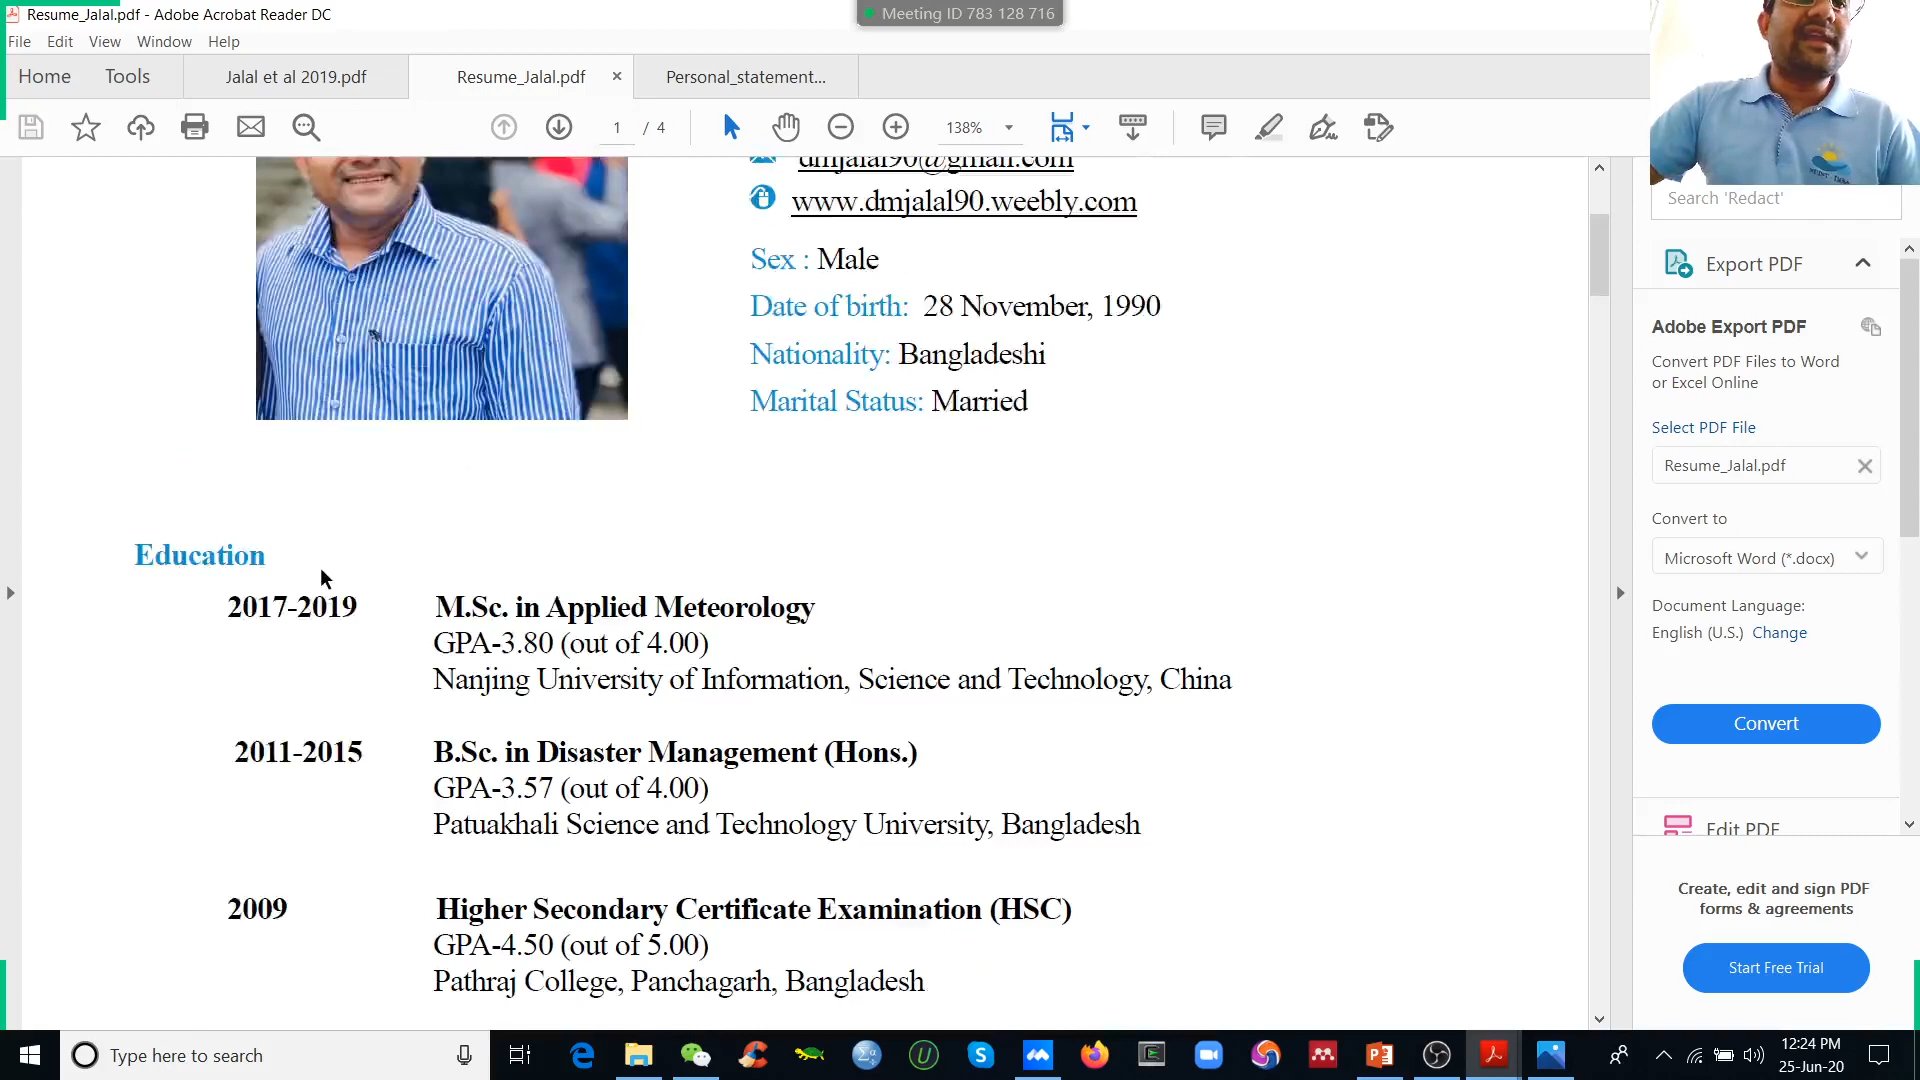 Resume_Jalal.pdf - Adobe Acrobat Reader DC
Meeting ID 783 128 716
File Edit View Window Help
Home Tools Jalal et al 2019.pdf Resume_Jalal.pdf × Personal_statement...
1 / 4 138%
dmjalal90@gmail.com
www.dmjalal90.weebly.com
Sex : Male
Date of birth: 28 November, 1990
Nationality: Bangladeshi
Marital Status: Married
Education
2017-2019 M.Sc. in Applied Meteorology
GPA-3.80 (out of 4.00)
Nanjing University of Information, Science and Technology, China
2011-2015 B.Sc. in Disaster Management (Hons.)
GPA-3.57 (out of 4.00)
Patuakhali Science and Technology University, Bangladesh
2009 Higher Secondary Certificate Examination (HSC)
GPA-4.50 (out of 5.00)
Pathraj College, Panchagarh, Bangladesh
Search 'Redact'
Export PDF
Adobe Export PDF
Convert PDF Files to Word
or Excel Online
Select PDF File
Resume_Jalal.pdf
Convert to
Microsoft Word (*.docx)
Document Language:
English (U.S.) Change
Convert
Edit PDF
Create, edit and sign PDF
forms & agreements
Start Free Trial
Type here to search
12:24 PM
25-Jun-20